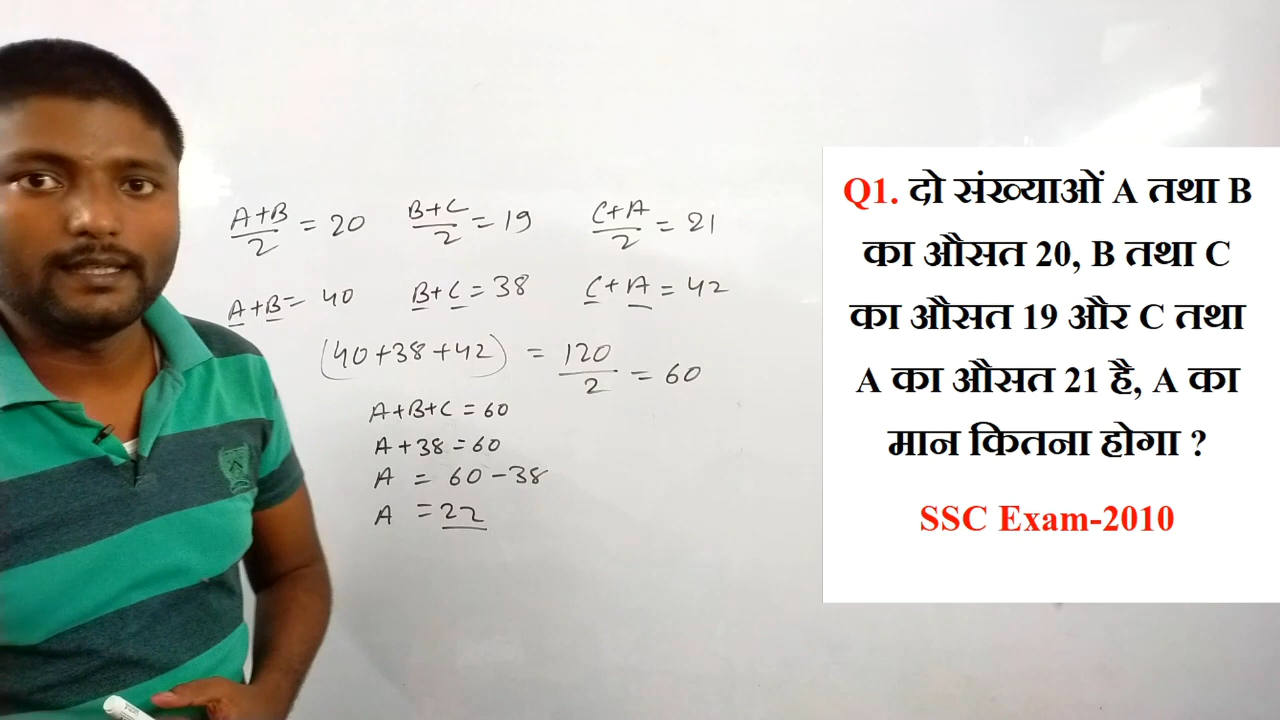 A+B/2 = 20 B+C/2 = 19 C+A/2 = 21
A+B= 40 B+C = 38 C+A = 42
(40+38+42) = 120/2 = 60
A+B+C = 60
A+38 = 60
A = 60-38
A = 22
Q1. दो संख्याओं A तथा B
का औसत 20, B तथा C
का औसत 19 और C तथा
A का औसत 21 है, A का
मान कितना होगा ?
SSC Exam-2010